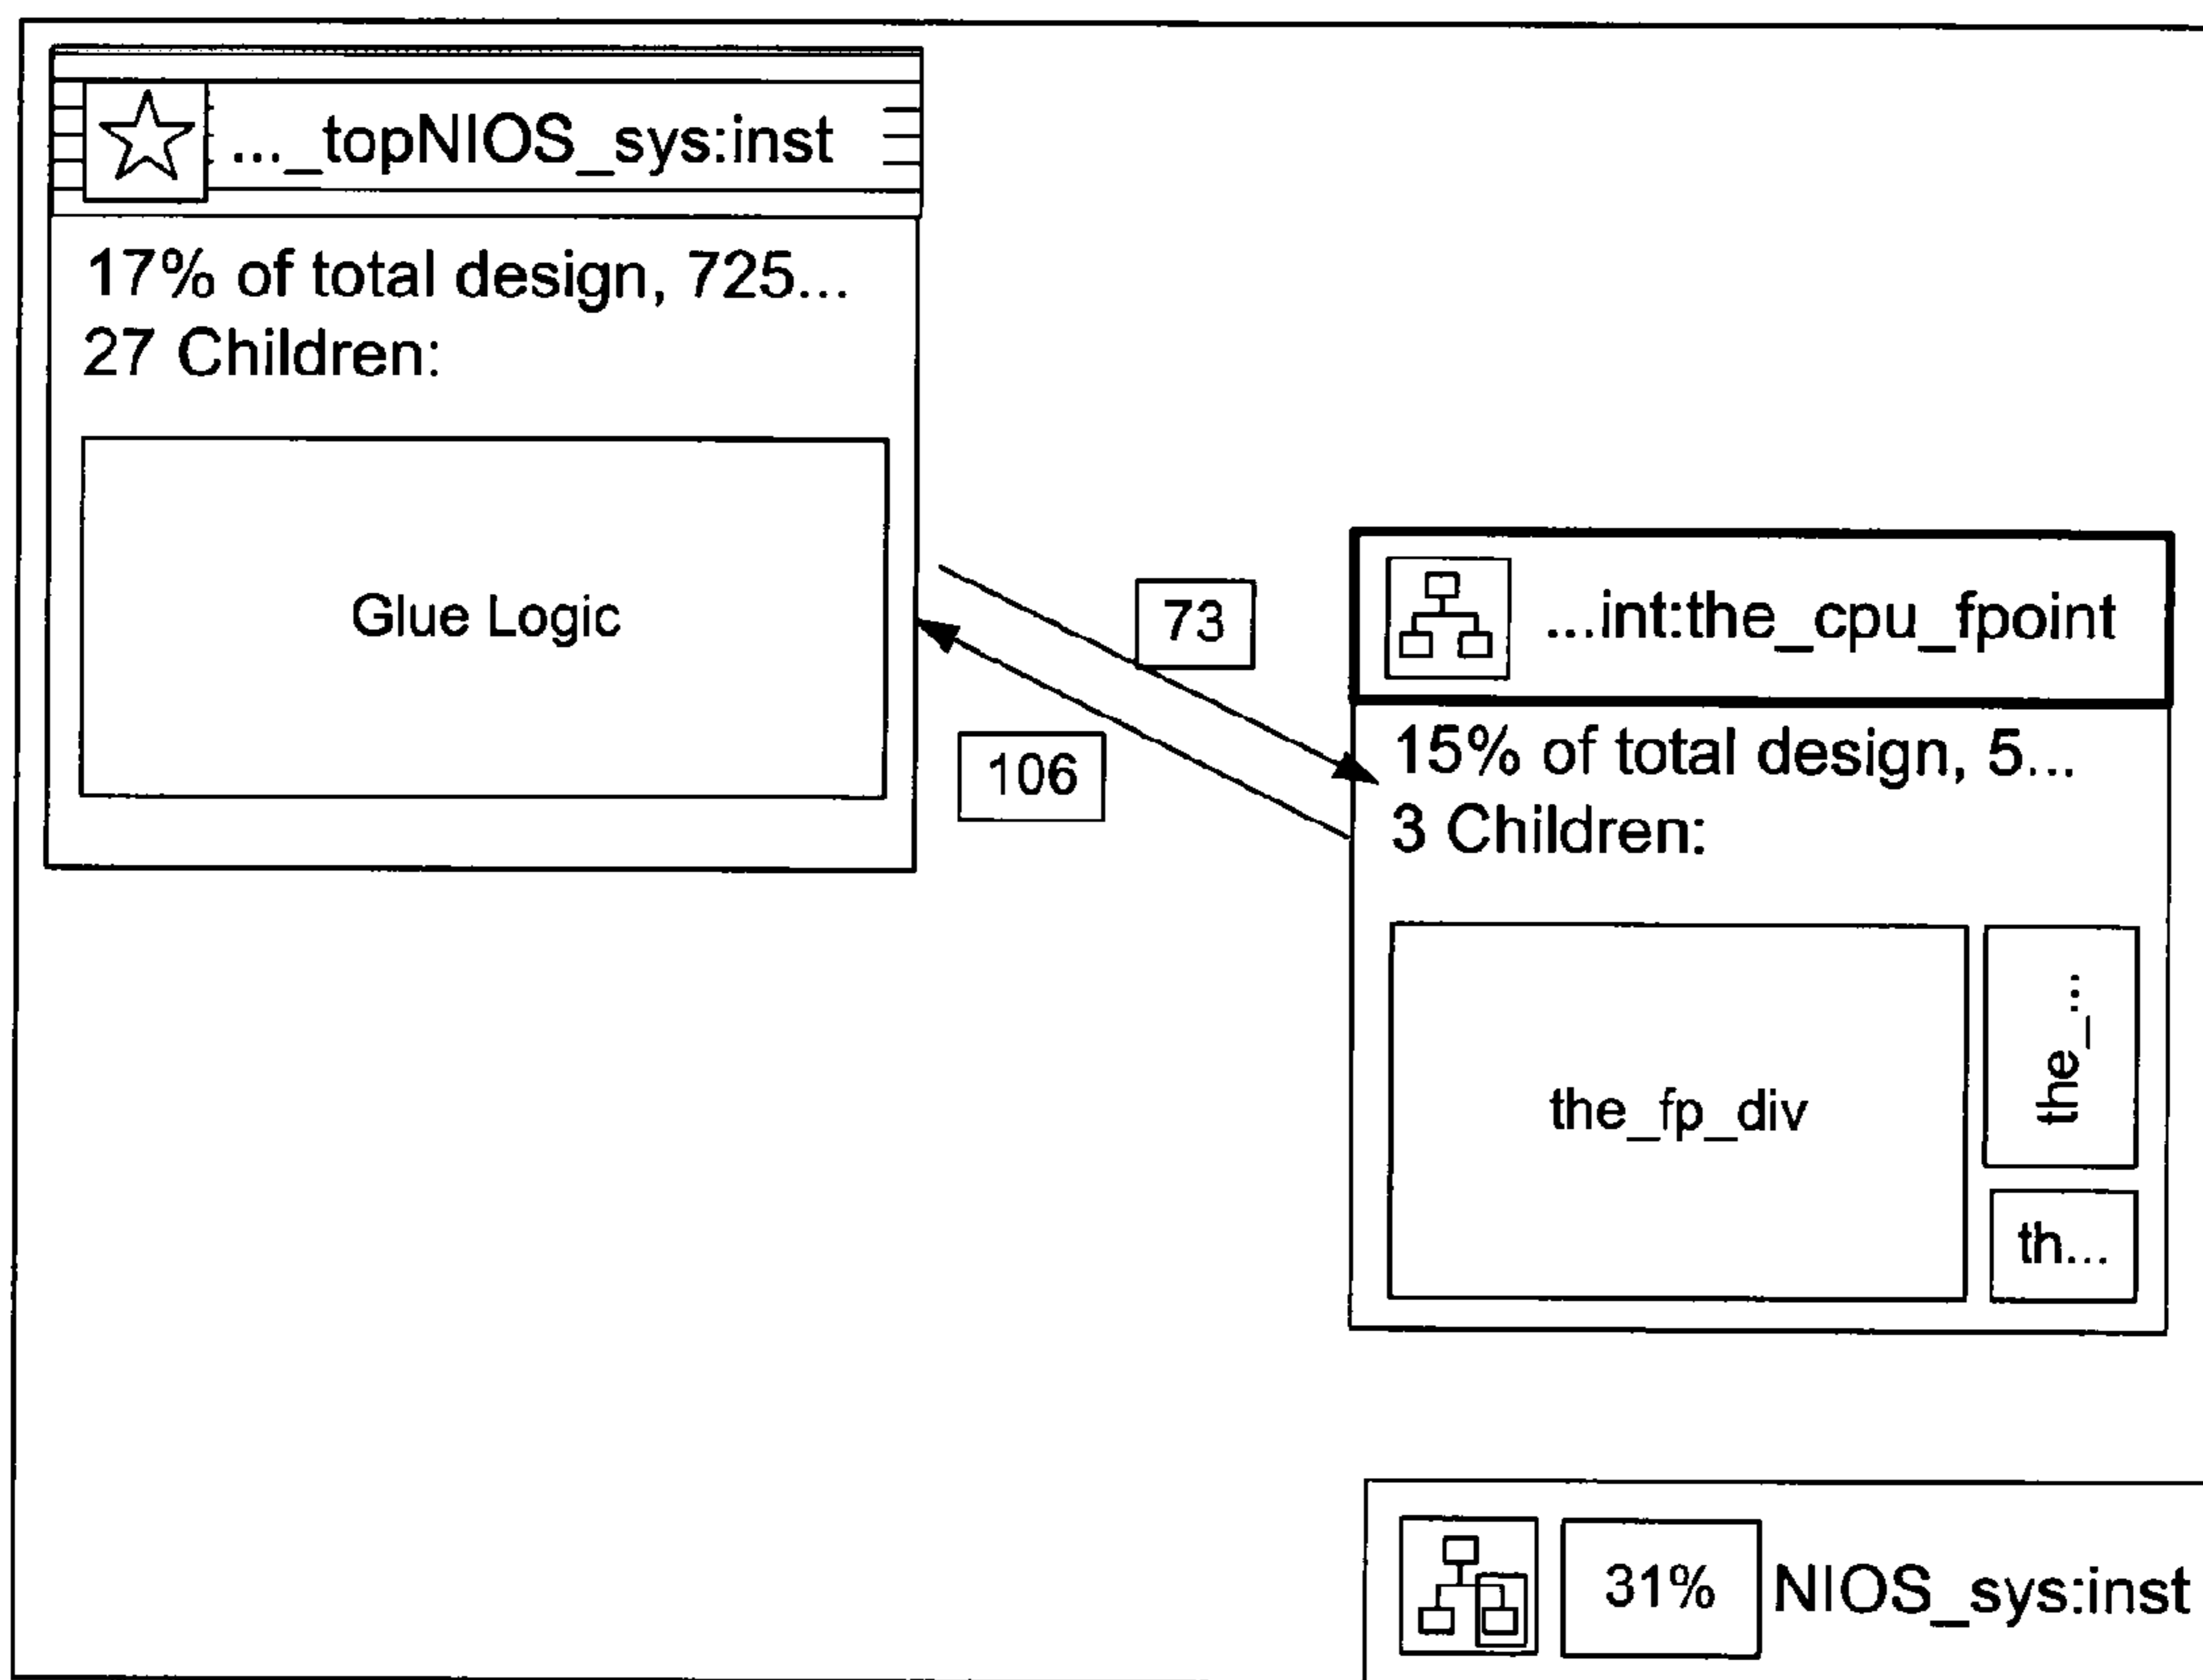 ..._topNIOS_sys:inst
17% of total design, 725...
27 Children:
Glue Logic
73
106
...int:the_cpu_fpoint
15% of total design, 5...
3 Children:
the_fp_div
the_...
th...
31%
NIOS_sys:inst